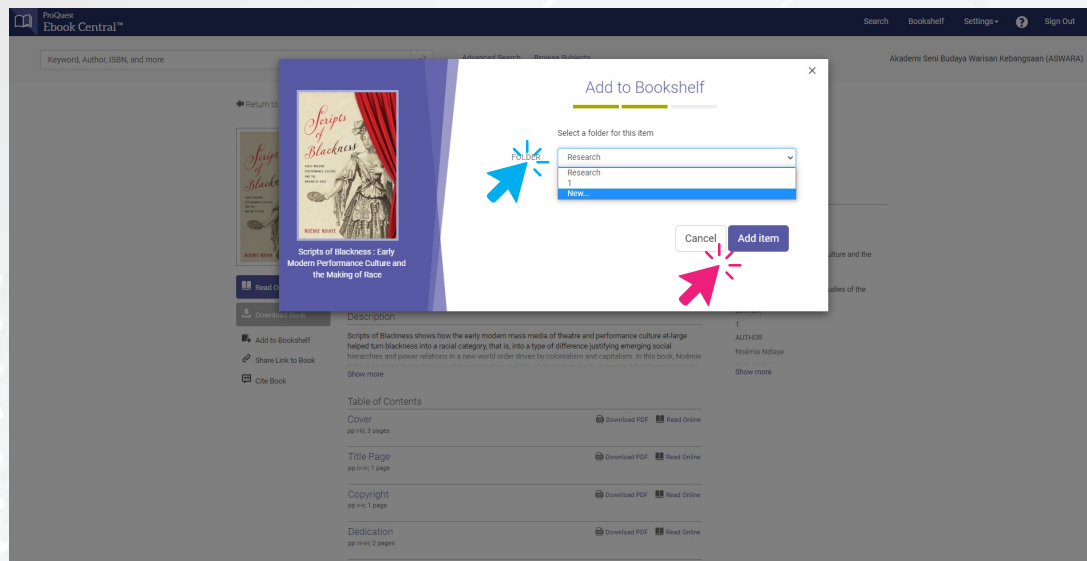 ProQuest
Ebook Central™
Search Bookshelf Settings Sign Out
Keyword, Author, ISBN, and more
Advanced Search Browse Subjects
Akademi Seni Budaya Warisan Kebangsaan (ASWARA)
Return to
Scripts
of
Blackness
EARLY MODERN
PERFORMANCE CULTURE
AND THE
MAKING OF RACE
NOÉMIE NDIAYE
Scripts of Blackness : Early
Modern Performance Culture and
the Making of Race
×
Add to Bookshelf
Select a folder for this item
FOLDER
Research
Research
1
New...
Cancel
Add item
Read O
Download Book
Add to Bookshelf
Share Link to Book
Cite Book
Description
Scripts of Blackness shows how the early modern mass media of theatre and performance culture at-large
helped turn blackness into a racial category, that is, into a type of difference justifying emerging social
hierarchies and power relations in a new world order driven by colonialism and capitalism. In this book, Noémie
Show more
ulture and the
udies of the
1
AUTHOR
Noémie Ndiaye
Show more
Table of Contents
Cover
pp i-iii; 3 pages
Download PDF Read Online
Title Page
pp iv-iv; 1 page
Download PDF Read Online
Copyright
pp v-v; 1 page
Download PDF Read Online
Dedication
pp vi-vii; 2 pages
Download PDF Read Online